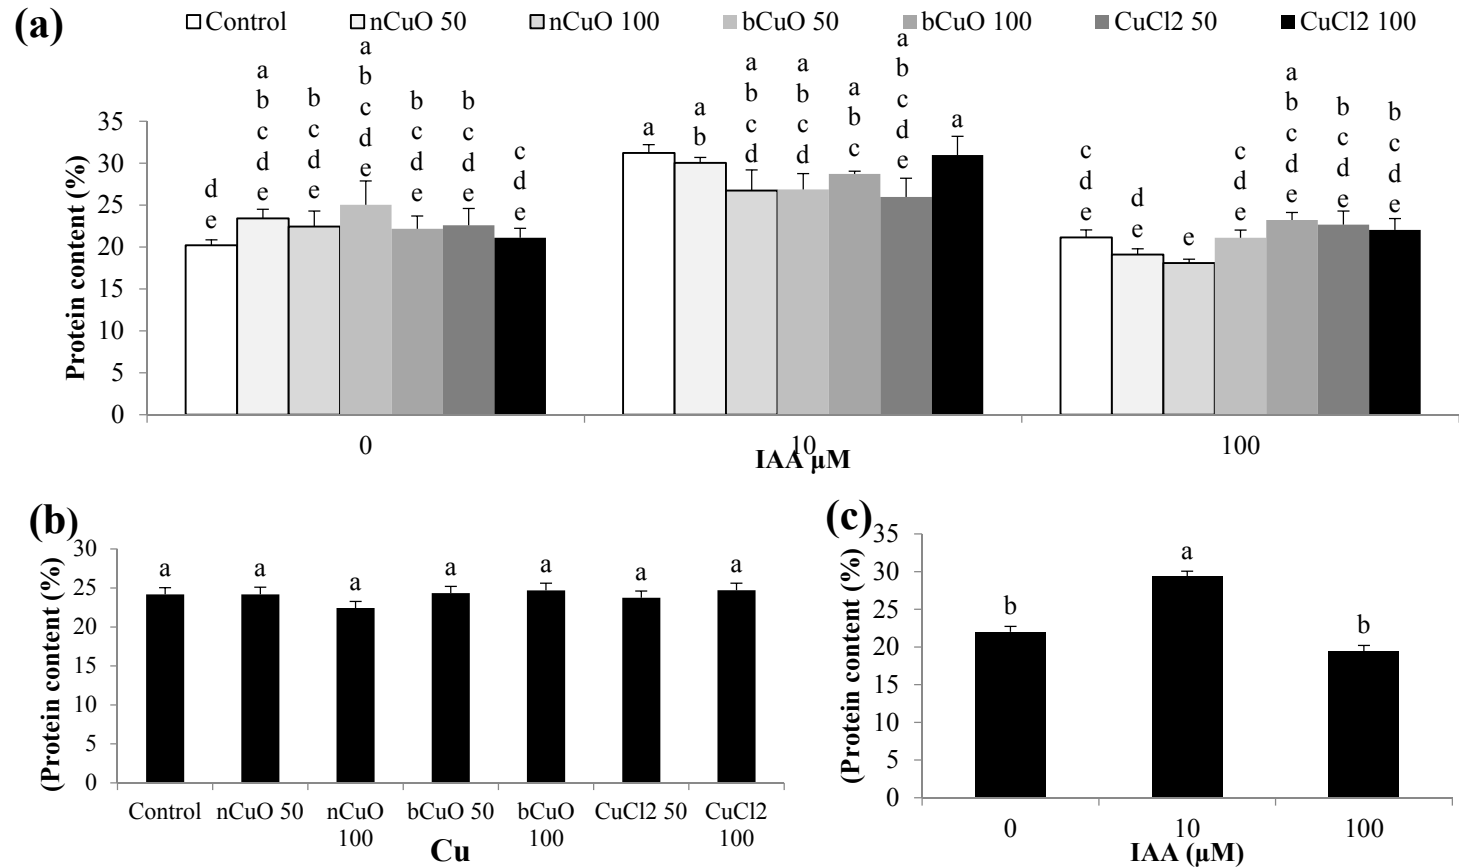 (a)
Control nCuO 50 nCuO 100 bCuO 50 bCuO 100 CuCl2 50 CuCl2 100
Protein content (%)
35
30
25
20
15
10
5
0
d
e
a
b
c
d
e
b
c
d
e
a
b
c
d
e
b
c
d
e
b
c
d
e
c
d
e
a
a
b
a
b
c
d
a
b
c
d
a
b
c
a
b
c
d
e
a
c
d
e
d
e
e
c
d
e
a
b
c
d
e
b
c
d
e
b
c
d
e
0 10 100
IAA µM
(b)
(Protein content (%)
30
25
20
15
10
5
0
a a a a a a a
Control nCuO 50 nCuO bCuO 50 bCuO CuCl2 50 CuCl2
100 100 100
Cu
(c)
(Protein content (%)
35
30
25
20
15
10
5
0
b a b
0 10 100
IAA (µM)